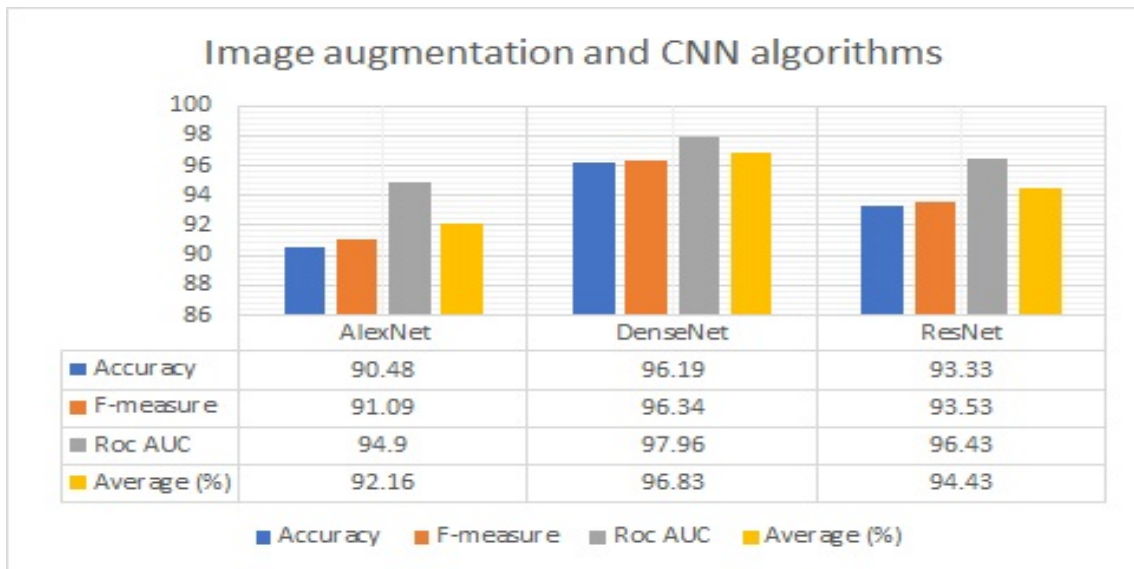 Image augmentation and CNN algorithms
100
98
96
94
92
90
88
86
AlexNet DenseNet ResNet
Accuracy 90.48 96.19 93.33
F-measure 91.09 96.34 93.53
Roc AUC 94.9 97.96 96.43
Average (%) 92.16 96.83 94.43
Accuracy F-measure Roc AUC Average (%)